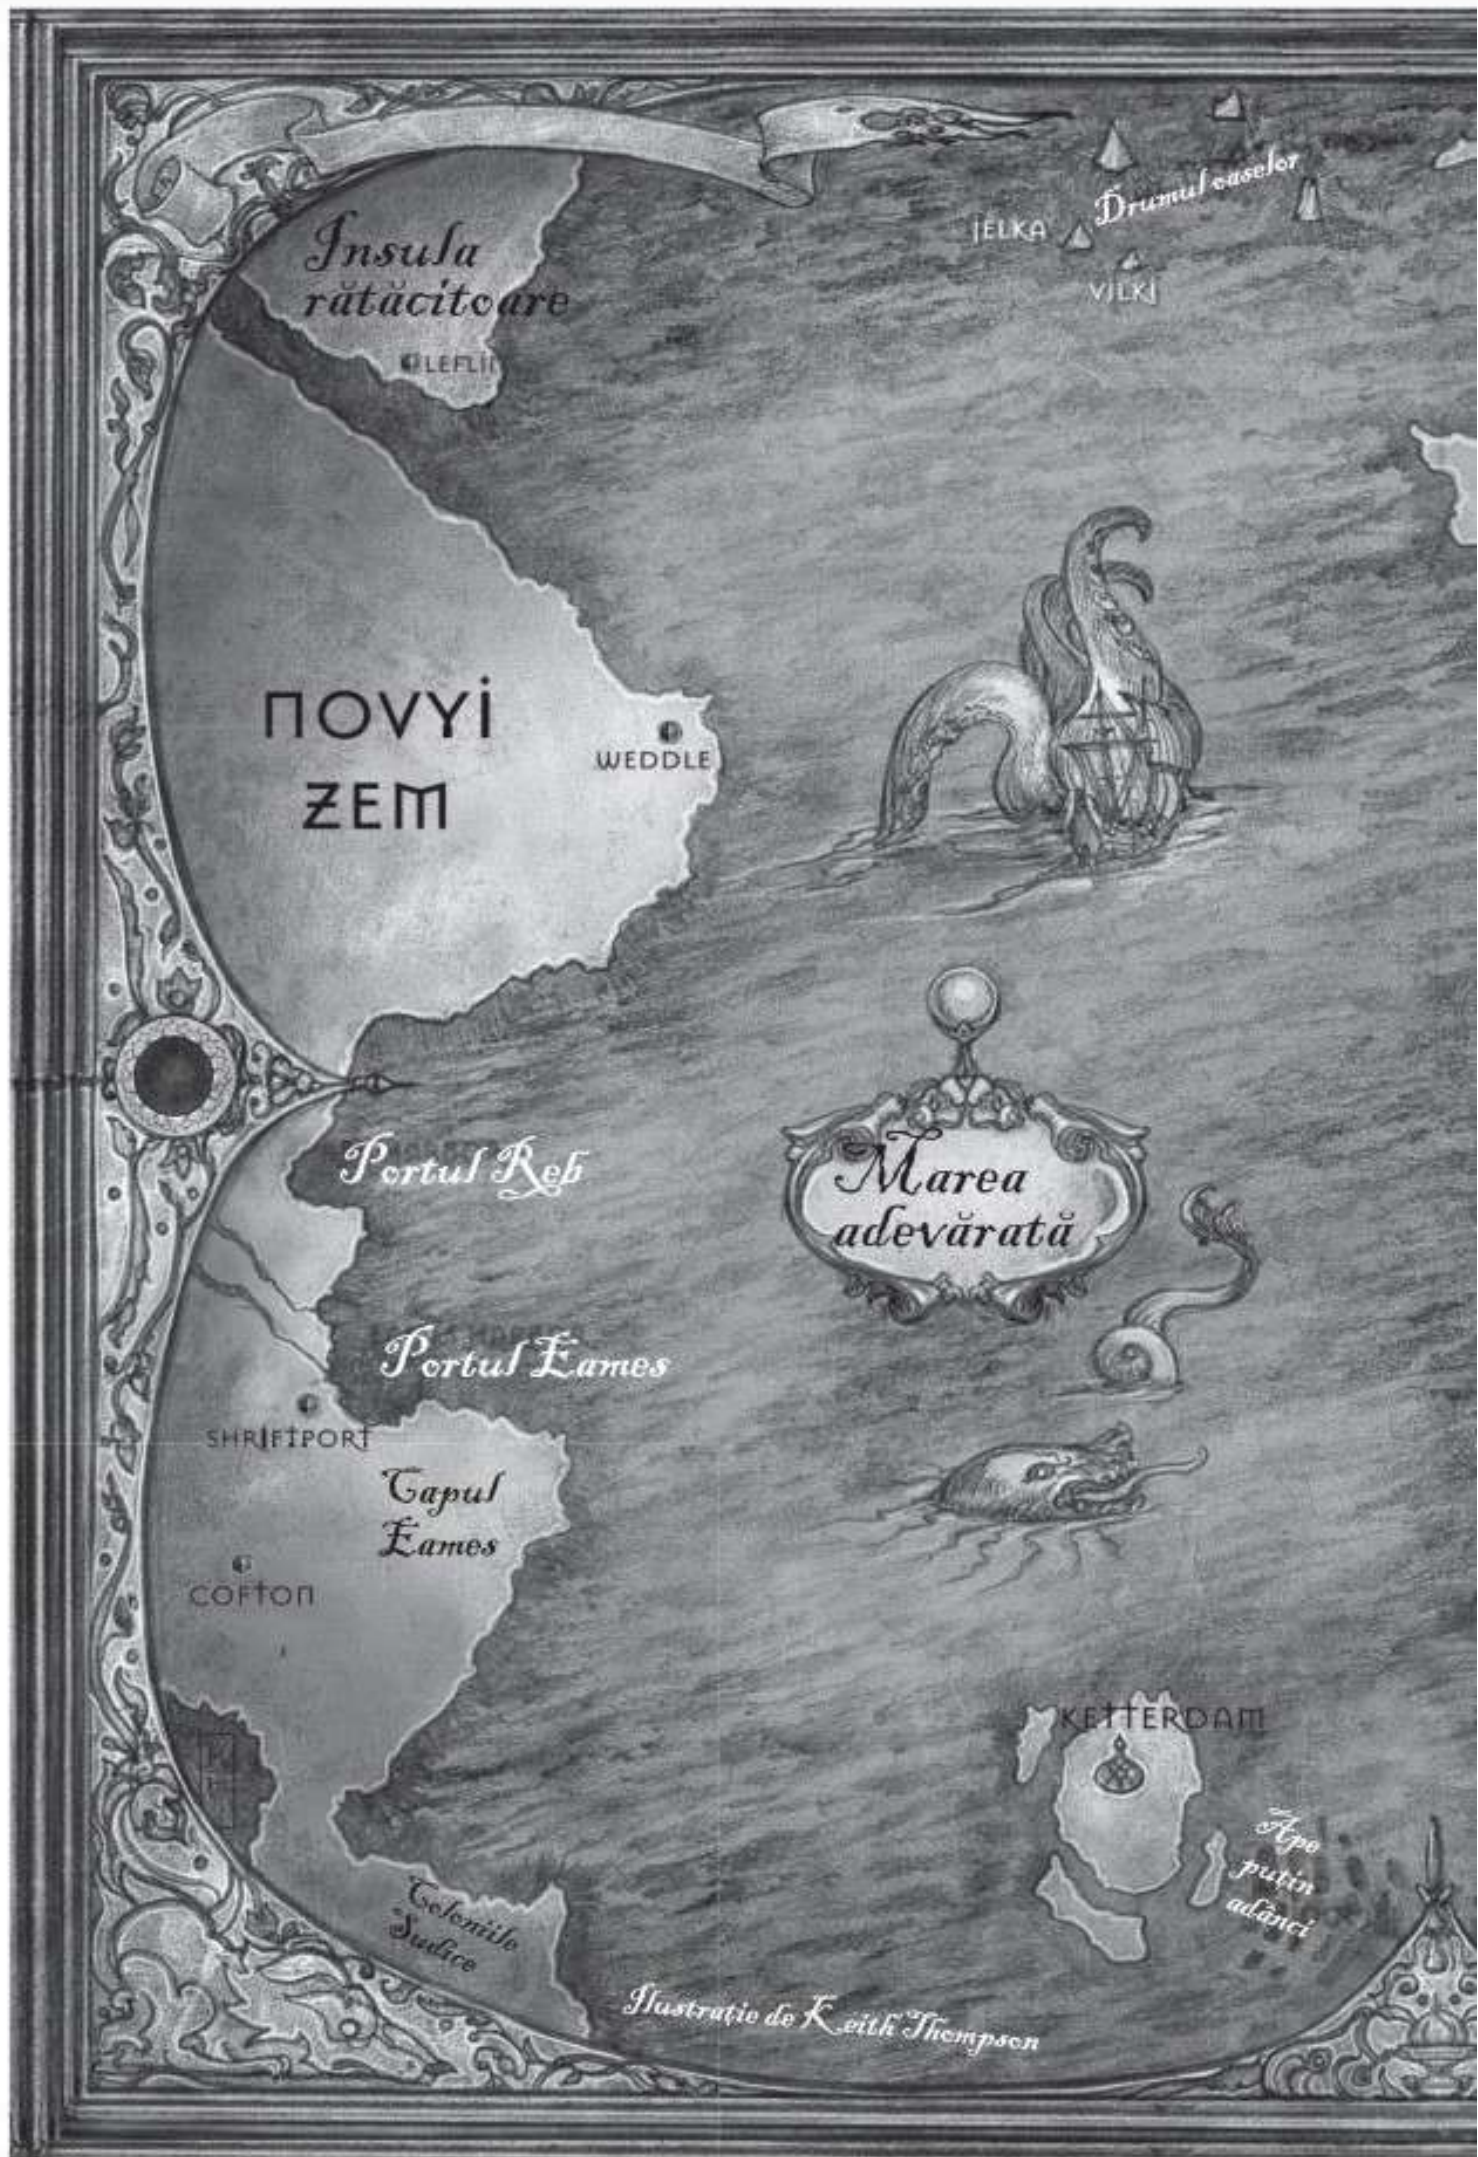 Drumul oaselor
JELKA
VILKI
Insula
rătăcitoare
LEFLIN
NOVYI
ZEM
WEDDLE
Portul Reb
Marea
adevărată
Portul Eames
SHRIFTPORT
Capul
Eames
COFTON
KETTERDAM
Ape
puțin
adânci
Coloniile
Sudice
Ilustrație de Keith Thompson